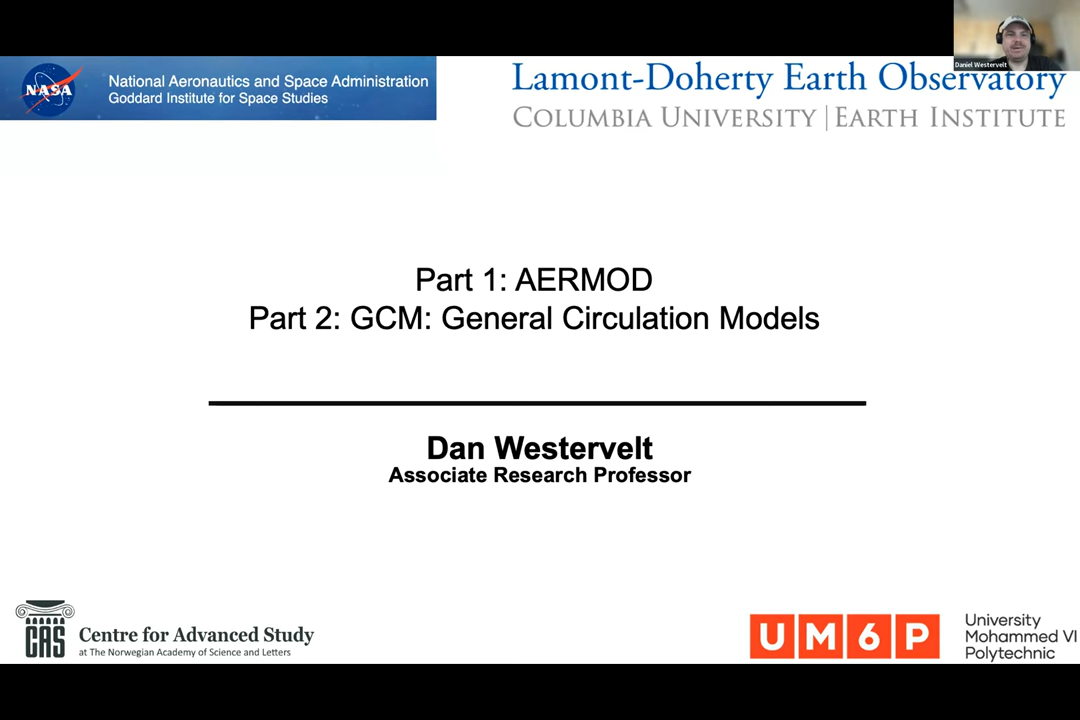 Daniel Westervelt
NASA
National Aeronautics and Space Administration
Goddard Institute for Space Studies
Lamont-Doherty Earth Observatory
COLUMBIA UNIVERSITY | EARTH INSTITUTE
Part 1: AERMOD
Part 2: GCM: General Circulation Models
Dan Westervelt
Associate Research Professor
CAS
Centre for Advanced Study
at The Norwegian Academy of Science and Letters
UM6P
University
Mohammed VI
Polytechnic